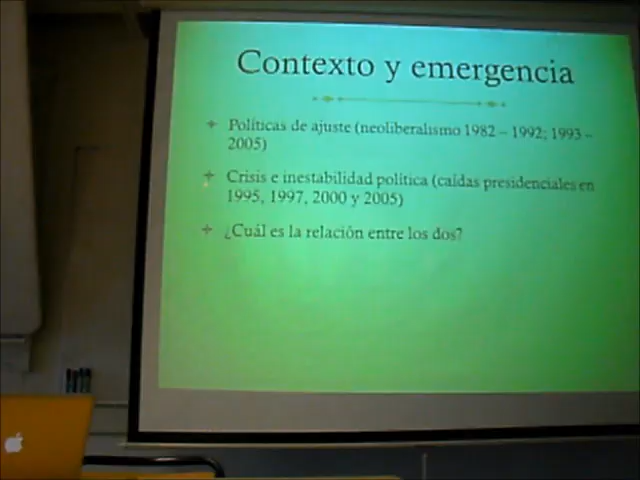 Contexto y emergencia
Políticas de ajuste (neoliberalismo 1982 – 1992; 1993 –
2005)
Crisis e inestabilidad política (caídas presidenciales en
1995, 1997, 2000 y 2005)
¿Cuál es la relación entre los dos?